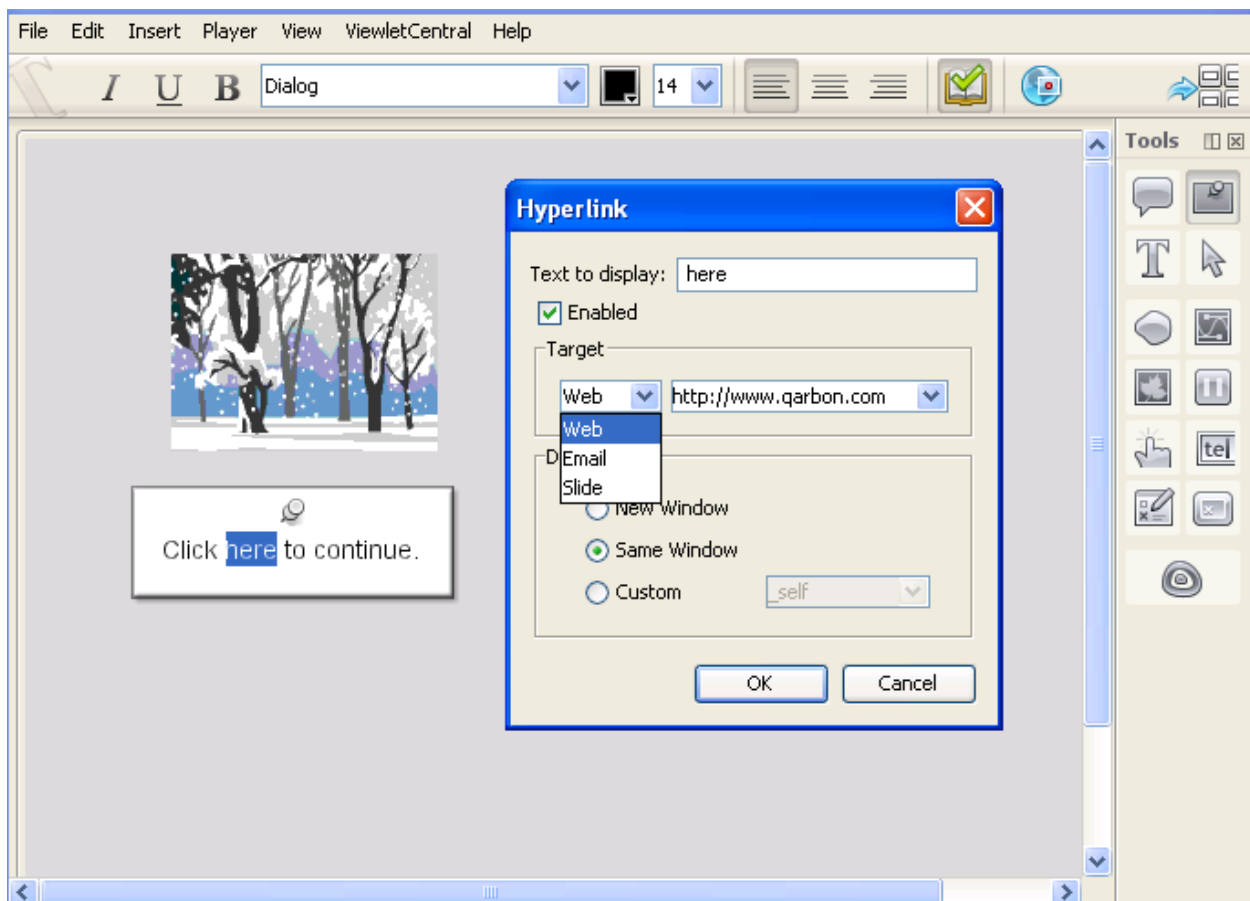 File Edit Insert Player View ViewletCentral Help
I U B Dialog 14
Tools
Hyperlink
Text to display: here
Enabled
Target
Web http://www.qarbon.com
Web
Email
Slide
D
New Window
Same Window
Custom _self
OK Cancel
Click here to continue.
T
tel